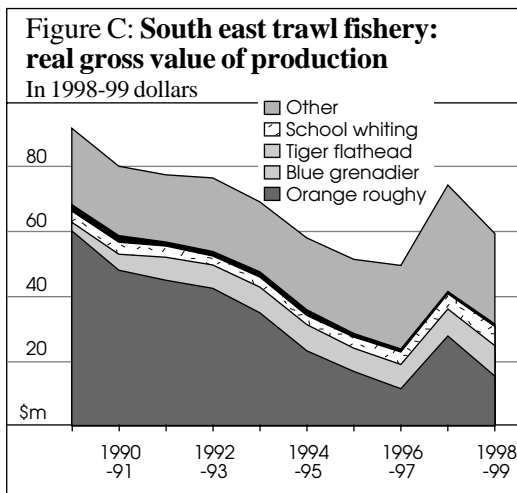 Figure C: South east trawl fishery:
real gross value of production
In 1998-99 dollars
Other
School whiting
Tiger flathead
Blue grenadier
Orange roughy
80
60
40
20
$m
1990
-91
1992
-93
1994
-95
1996
-97
1998
-99